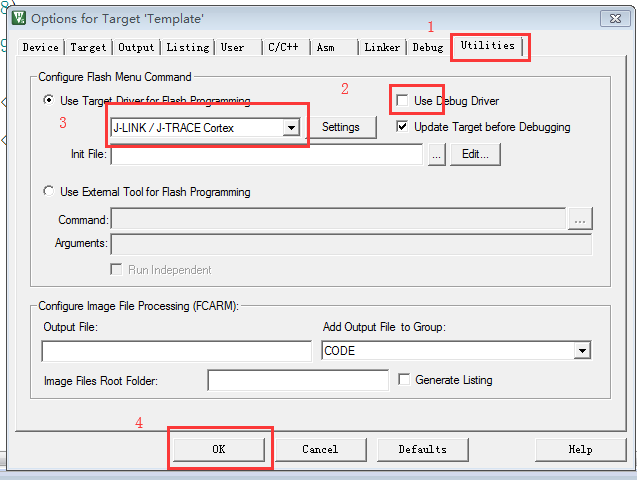 Options for Target 'Template'
1
Device Target Output Listing User C/C++ Asm Linker Debug Utilities
Configure Flash Menu Command
2
Use Target Driver for Flash Programming
Use Debug Driver
3
J-LINK / J-TRACE Cortex
Settings
Update Target before Debugging
Init File:
...
Edit...
Use External Tool for Flash Programming
Command:
...
Arguments:
Run Independent
Configure Image File Processing (FCARM):
Output File:
Add Output File to Group:
CODE
Image Files Root Folder:
Generate Listing
4
OK
Cancel
Defaults
Help